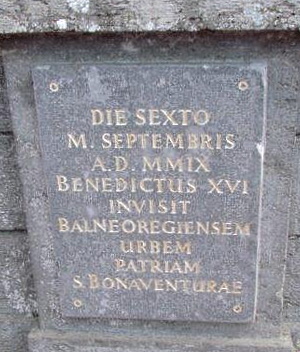 DIE SEXTO
M. SEPTEMBRIS
A.D. MMIX
BENEDICTUS XVI
INVISIT
BALNEOREGIENSEM
URBEM
PATRIAM
S. BONAVENTURAE